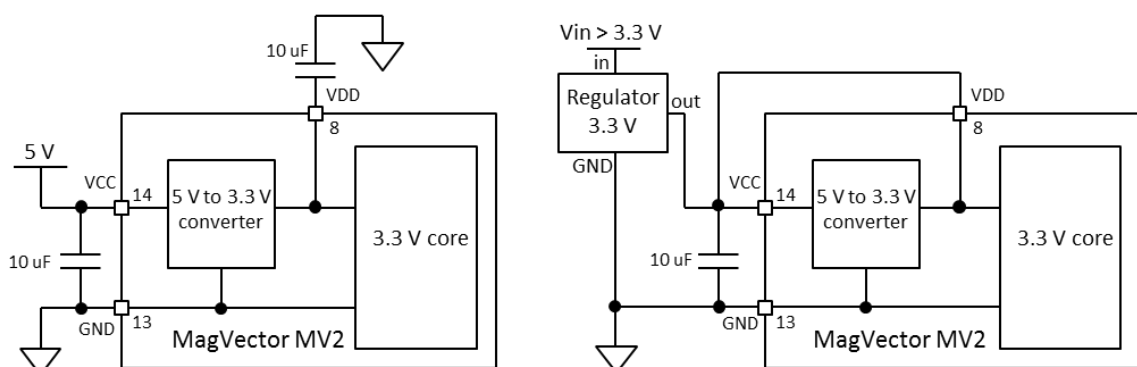 10 uF
VDD
8
5 V
VCC
14
5 V to 3.3 V
converter
3.3 V core
10 uF
GND
13
MagVector MV2
Vin > 3.3 V
in
Regulator
3.3 V
out
GND
VDD
8
VCC
14
5 V to 3.3 V
converter
3.3 V core
10 uF
GND
13
MagVector MV2